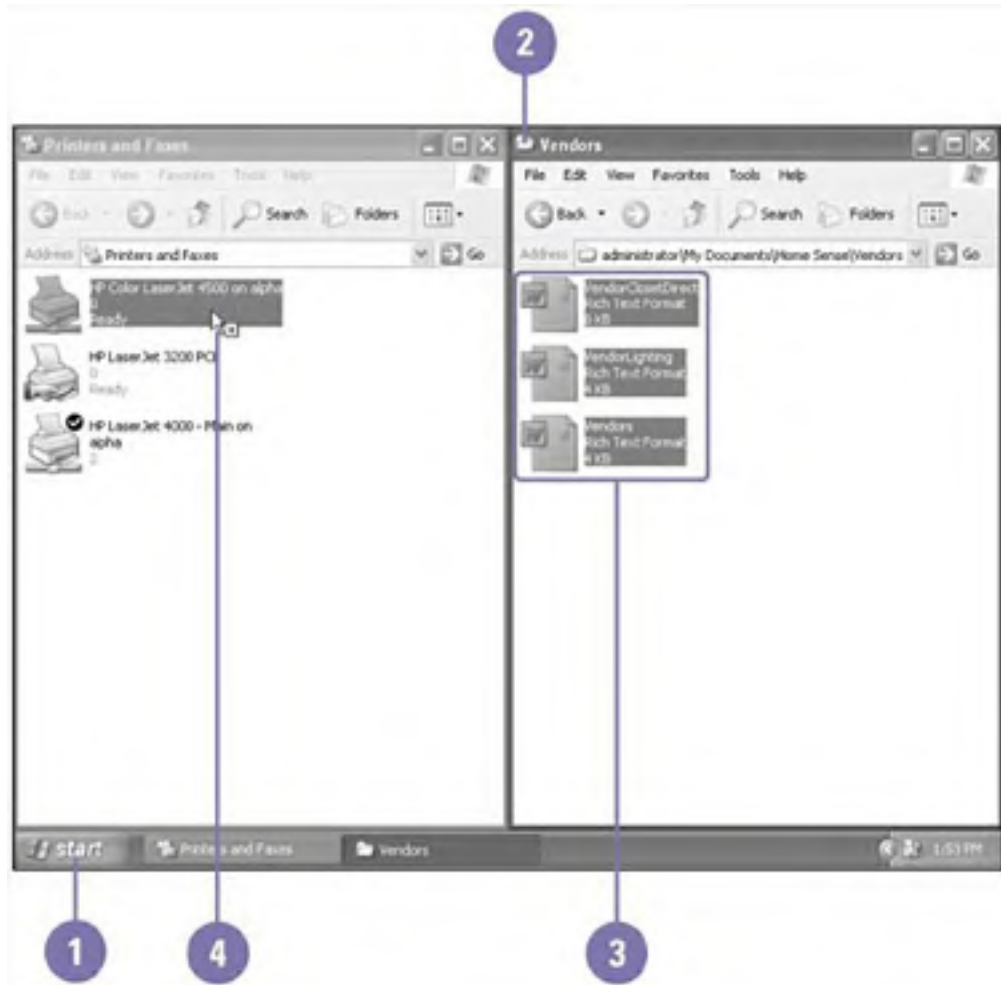 2
Printers and Faxes
File Edit View Favorites Tools Help
Back Search Folders
Address Printers and Faxes Go
HP Color LaserJet 4500 on alpha
0
Ready
HP LaserJet 3200 PCL
0
Ready
HP LaserJet 4000 - Main on
alpha
0
Vendors
File Edit View Favorites Tools Help
Back Search Folders
Address administrator\My Documents\Home Sense\Vendors Go
VendorClosetDirect
Rich Text Format
5 KB
VendorLighting
Rich Text Format
4 KB
Vendors
Rich Text Format
4 KB
start Printers and Faxes Vendors 1:53 PM
1 4 3